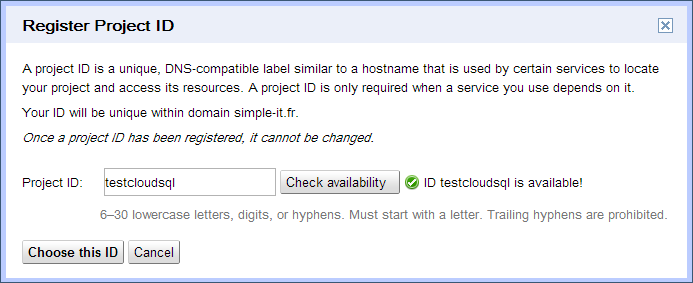 Register Project ID
A project ID is a unique, DNS-compatible label similar to a hostname that is used by certain services to locate
your project and access its resources. A project ID is only required when a service you use depends on it.
Your ID will be unique within domain simple-it.fr.
Once a project ID has been registered, it cannot be changed.
Project ID: testcloudsql Check availability ID testcloudsql is available!
6–30 lowercase letters, digits, or hyphens. Must start with a letter. Trailing hyphens are prohibited.
Choose this ID Cancel